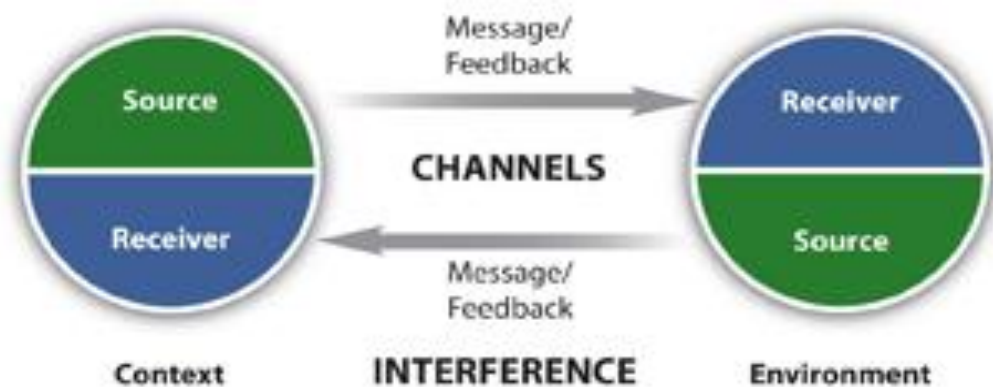 Message/
Feedback
Source
Receiver
CHANNELS
Receiver
Source
Message/
Feedback
Context
INTERFERENCE
Environment